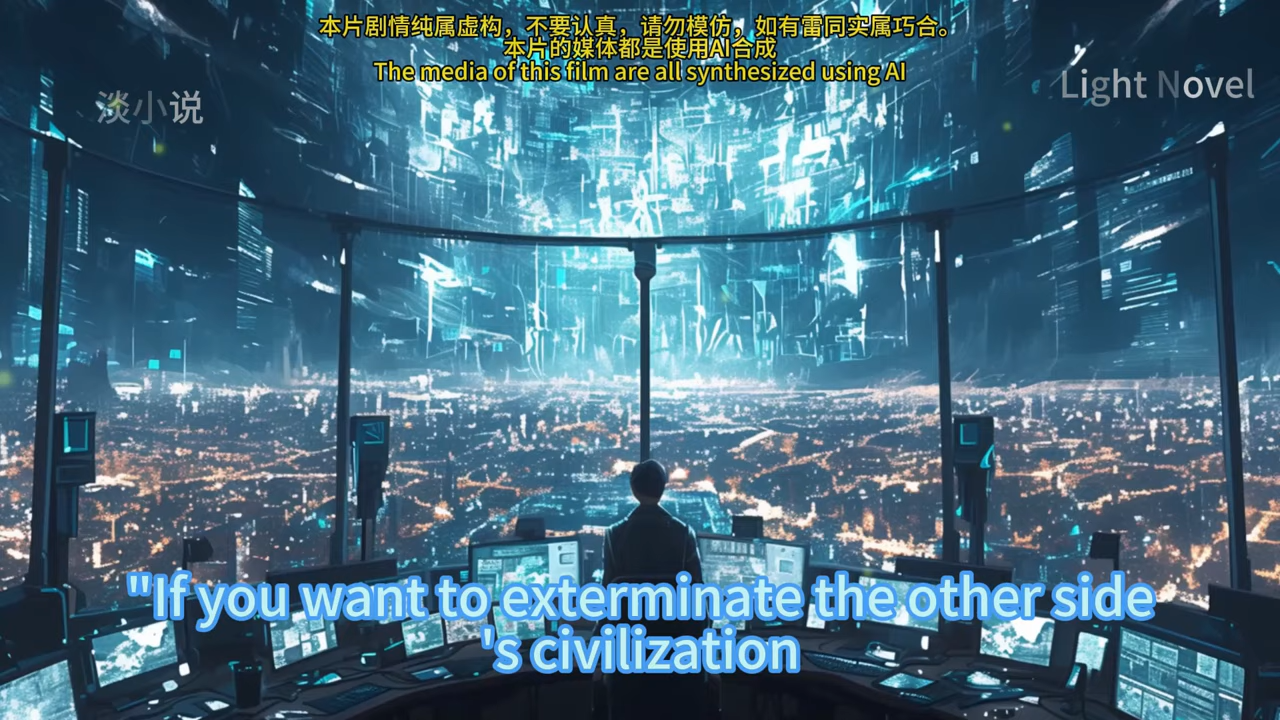 本片剧情纯属虚构，不要认真，请勿模仿，如有雷同实属巧合。
本片的媒体都是使用AI合成
The media of this film are all synthesized using AI
淡小说
Light Novel
"If you want to exterminate the other side
's civilization